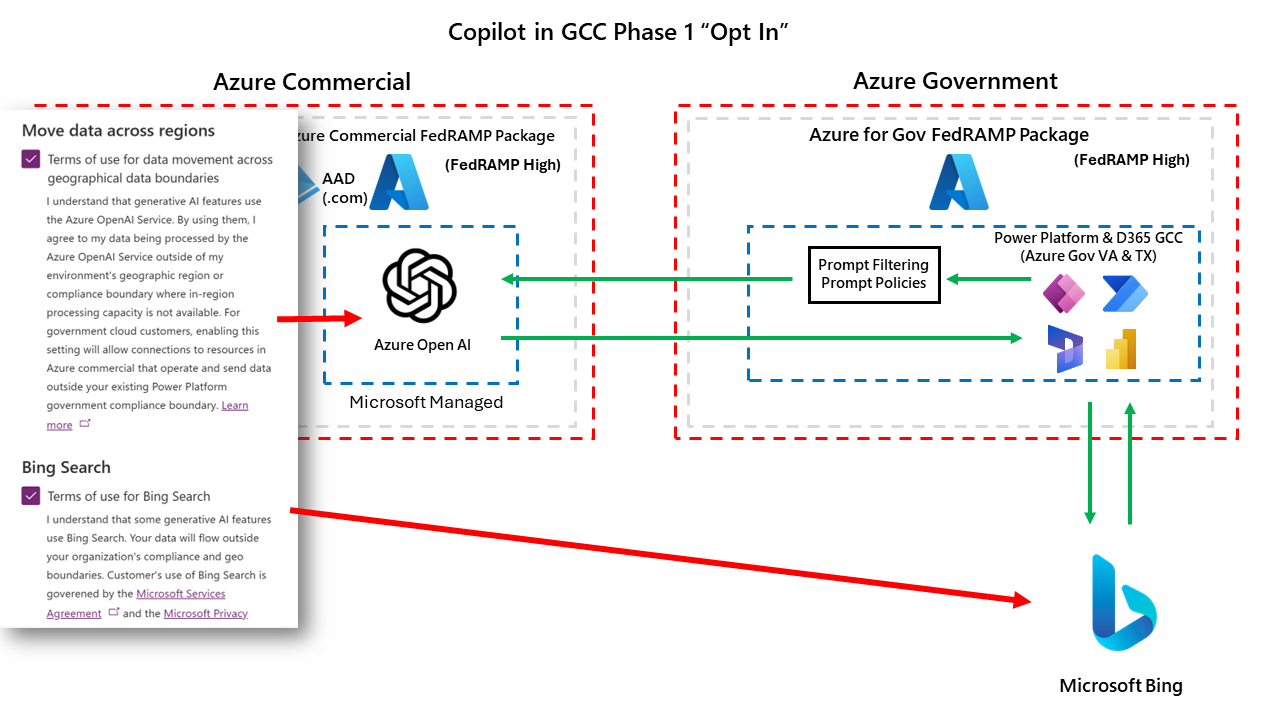 Copilot in GCC Phase 1 “Opt In”
Azure Commercial
Azure Government
Move data across regions
Terms of use for data movement across
geographical data boundaries
I understand that generative AI features use
the Azure OpenAI Service. By using them, I
agree to my data being processed by the
Azure OpenAI Service outside of my
environment's geographic region or
compliance boundary where in-region
processing capacity is not available. For
government cloud customers, enabling this
setting will allow connections to resources in
Azure commercial that operate and send data
outside your existing Power Platform
government compliance boundary. Learn
more
Bing Search
Terms of use for Bing Search
I understand that some generative AI features
use Bing Search. Your data will flow outside
your organization's compliance and geo
boundaries. Customer's use of Bing Search is
goverened by the Microsoft Services
Agreement and the Microsoft Privacy
zure Commercial FedRAMP Package
(FedRAMP High)
AAD
(.com)
Azure Open AI
Microsoft Managed
Azure for Gov FedRAMP Package
(FedRAMP High)
Power Platform & D365 GCC
(Azure Gov VA & TX)
Prompt Filtering
Prompt Policies
Microsoft Bing